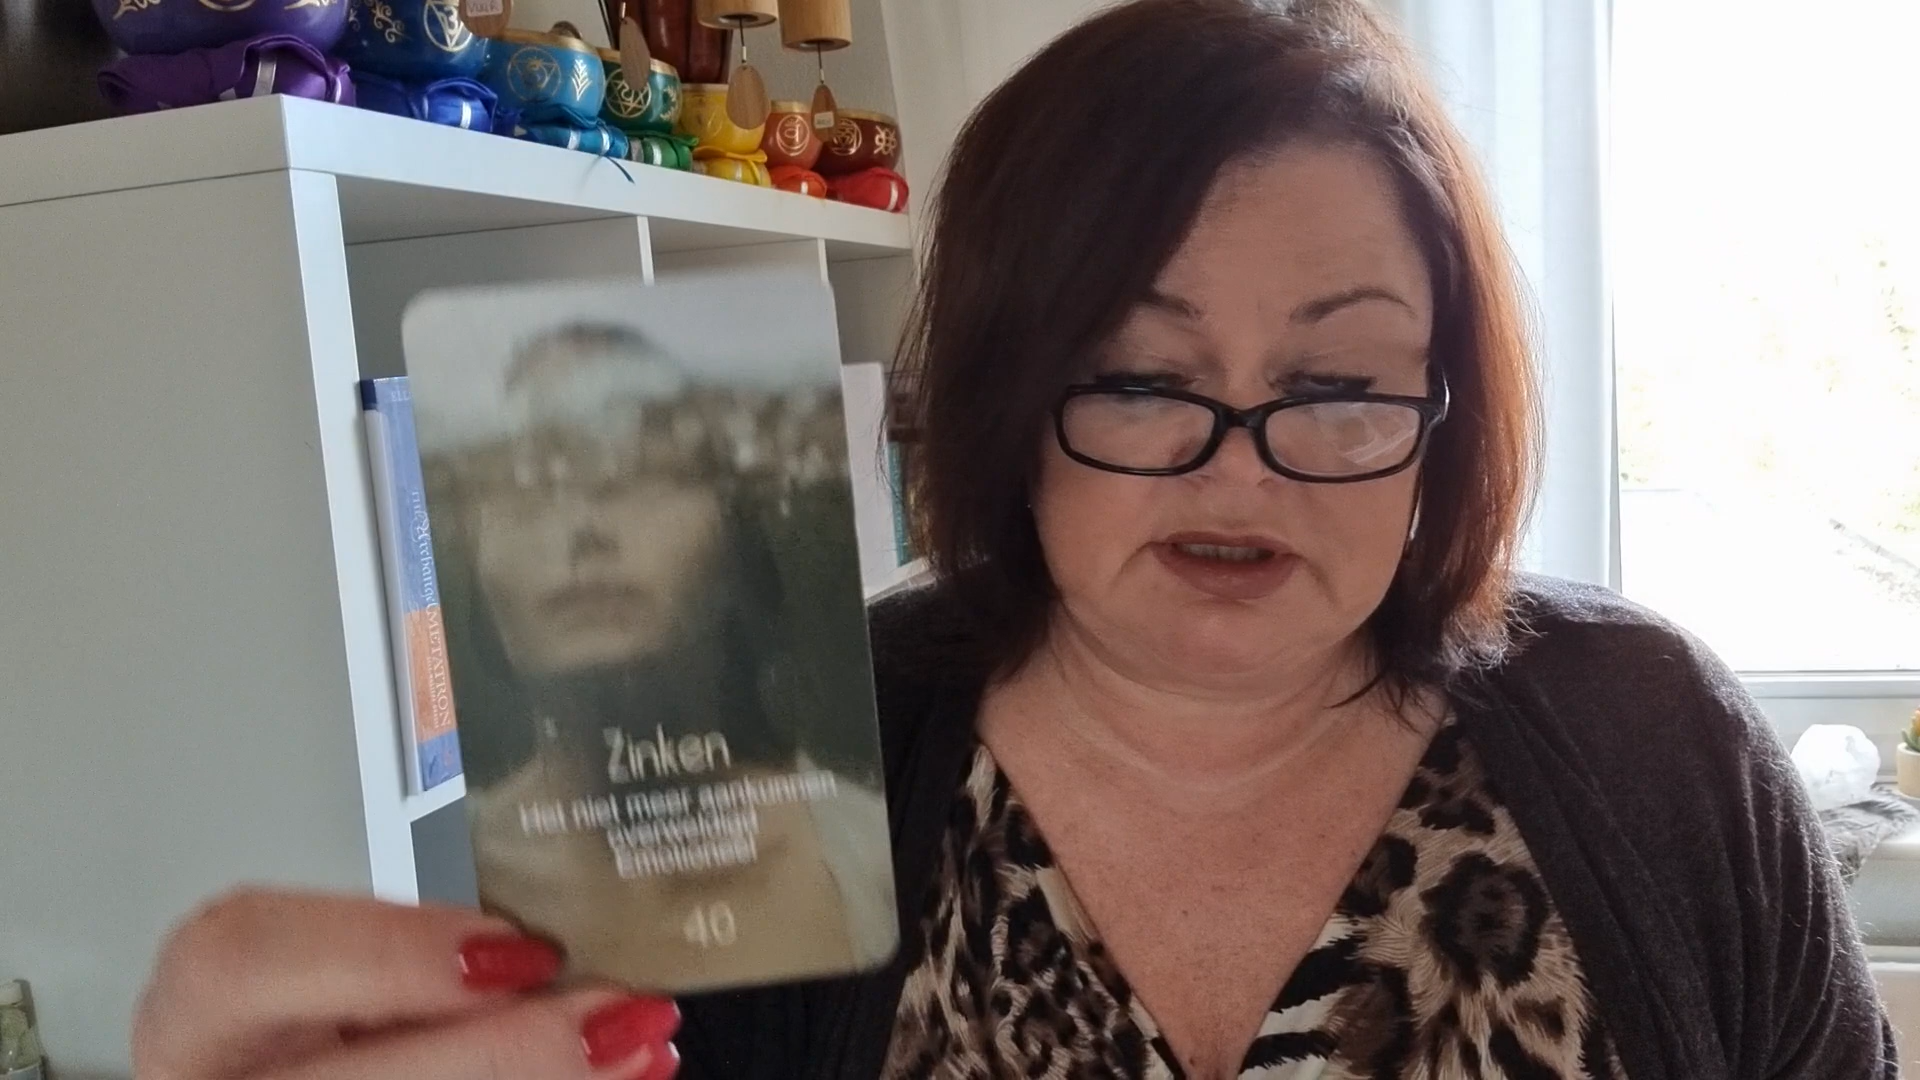 Zinken
Het niet meer aankunnen
Overweldigd
Emotioneel
40
METATRON